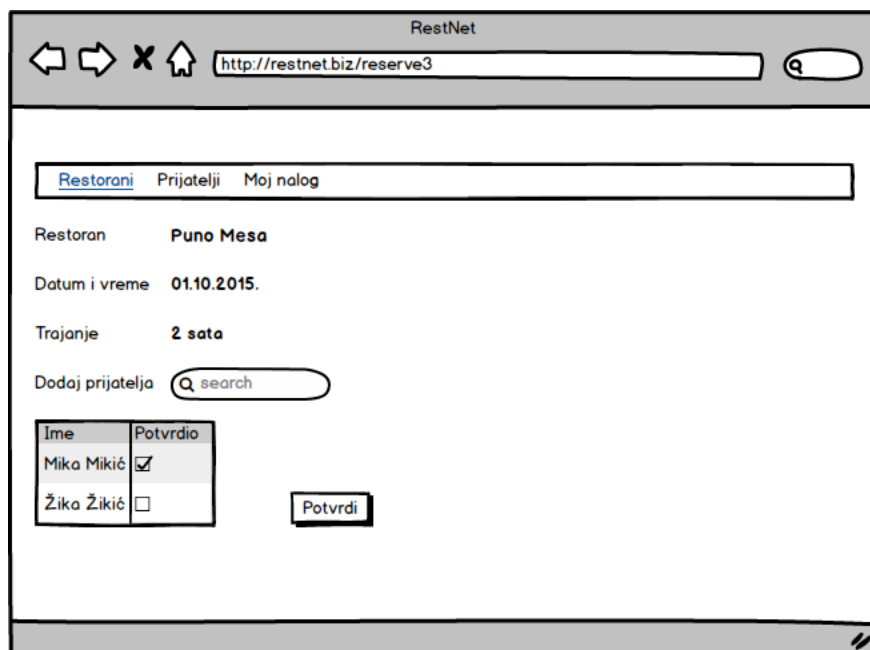 RestNet
http://restnet.biz/reserve3
Restorani Prijatelji Moj nalog
Restoran Puno Mesa
Datum i vreme 01.10.2015.
Trajanje 2 sata
Dodaj prijatelja search
Ime Potvrdio
Mika Mikić
Žika Žikić
Potvrdi